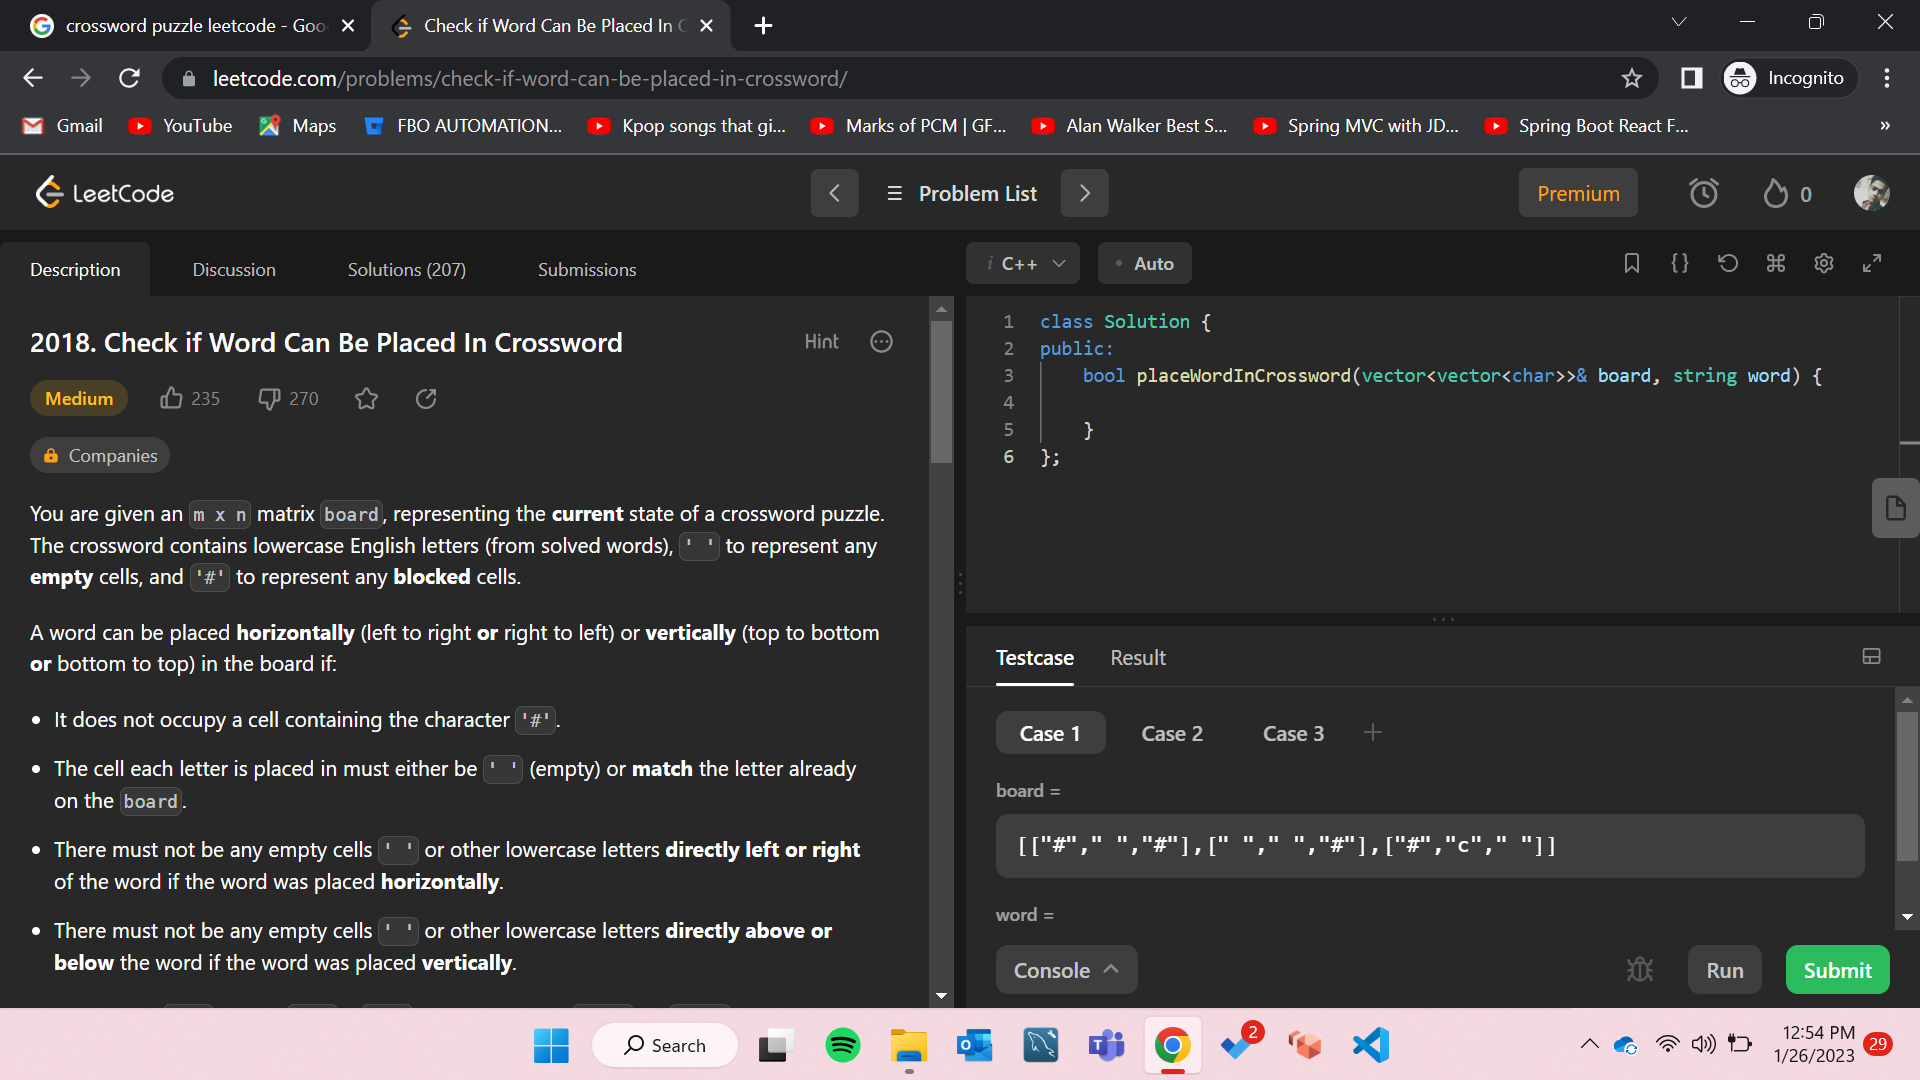 crossword puzzle leetcode - Goo
Check if Word Can Be Placed In C
leetcode.com/problems/check-if-word-can-be-placed-in-crossword/
Incognito
Gmail
YouTube
Maps
FBO AUTOMATION...
Kpop songs that gi...
Marks of PCM | GF...
Alan Walker Best S...
Spring MVC with JD...
Spring Boot React F...
»
LeetCode
Problem List
Premium
0
Description
Discussion
Solutions (207)
Submissions
2018. Check if Word Can Be Placed In Crossword
Hint
Medium
235
270
Companies
You are given an m x n matrix board, representing the current state of a crossword puzzle.
The crossword contains lowercase English letters (from solved words), ' ' to represent any
empty cells, and '#' to represent any blocked cells.
A word can be placed horizontally (left to right or right to left) or vertically (top to bottom
or bottom to top) in the board if:
• It does not occupy a cell containing the character '#'.
• The cell each letter is placed in must either be ' ' (empty) or match the letter already
on the board.
• There must not be any empty cells ' ' or other lowercase letters directly left or right
of the word if the word was placed horizontally.
• There must not be any empty cells ' ' or other lowercase letters directly above or
below the word if the word was placed vertically.
i C++
• Auto
{}
1 class Solution {
2 public:
3 bool placeWordInCrossword(vector<vector<char>>& board, string word) {
4
5 }
6 };
Testcase
Result
Case 1
Case 2
Case 3
+
board =
[["#"," ","#"],[" "," ","#"],["#","c"," "]]
word =
Console
Run
Submit
Search
2
12:54 PM
1/26/2023
29